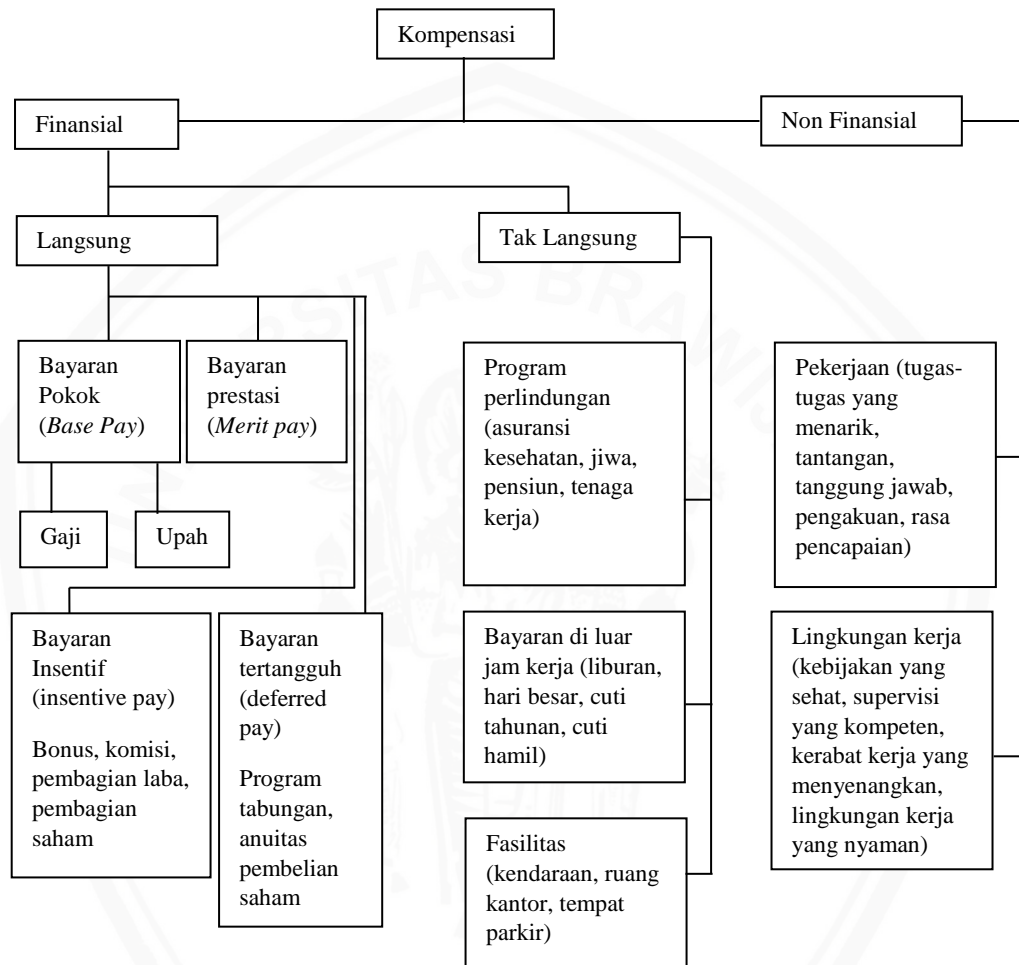 Kompensasi
Finansial
Non Finansial
Langsung
Tak Langsung
Bayaran
Pokok
(Base Pay)
Bayaran
prestasi
(Merit pay)
Gaji
Upah
Bayaran
Insentif
(insentive pay)
Bonus, komisi,
pembagian laba,
pembagian
saham
Bayaran
tertangguh
(deferred
pay)
Program
tabungan,
anuitas
pembelian
saham
Program
perlindungan
(asuransi
kesehatan, jiwa,
pensiun, tenaga
kerja)
Bayaran di luar
jam kerja (liburan,
hari besar, cuti
tahunan, cuti
hamil)
Fasilitas
(kendaraan, ruang
kantor, tempat
parkir)
Pekerjaan (tugas-
tugas yang
menarik,
tantangan,
tanggung jawab,
pengakuan, rasa
pencapaian)
Lingkungan kerja
(kebijakan yang
sehat, supervisi
yang kompeten,
kerabat kerja yang
menyenangkan,
lingkungan kerja
yang nyaman)